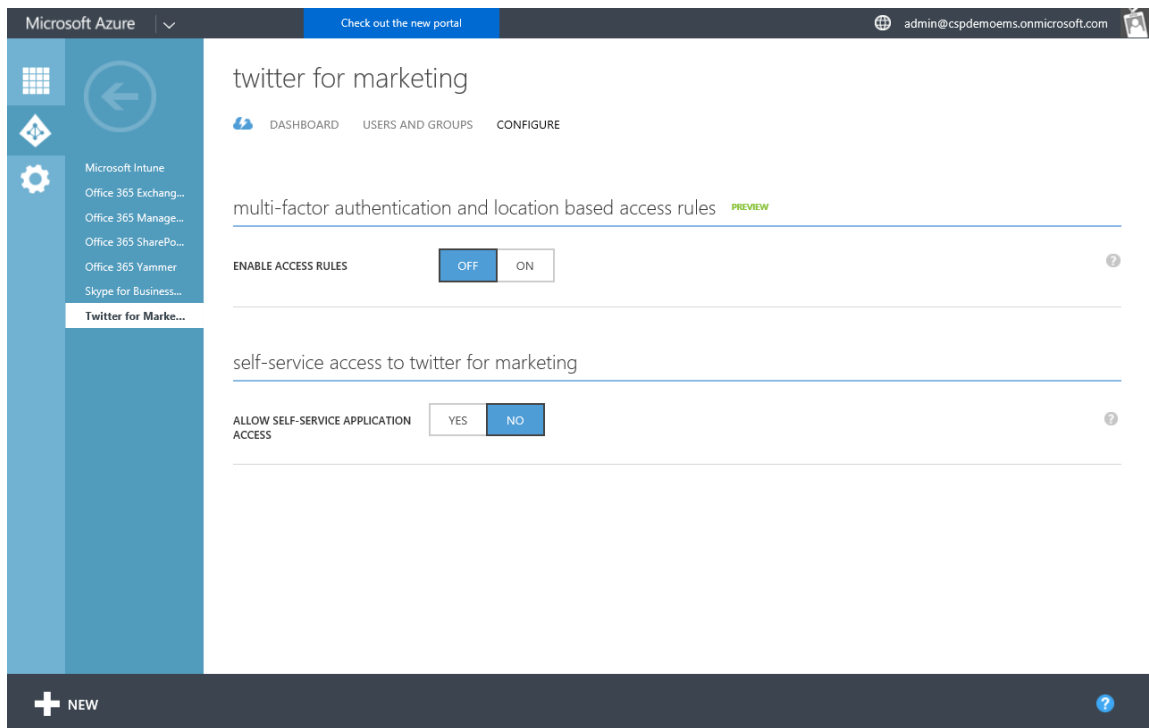 Microsoft Azure
Check out the new portal
admin@cspdemoems.onmicrosoft.com
twitter for marketing
DASHBOARD USERS AND GROUPS CONFIGURE
Microsoft Intune
Office 365 Exchang...
Office 365 Manage...
Office 365 SharePo...
Office 365 Yammer
Skype for Business...
Twitter for Marke...
multi-factor authentication and location based access rules PREVIEW
ENABLE ACCESS RULES OFF ON
?
self-service access to twitter for marketing
ALLOW SELF-SERVICE APPLICATION
ACCESS
YES NO
?
NEW
?